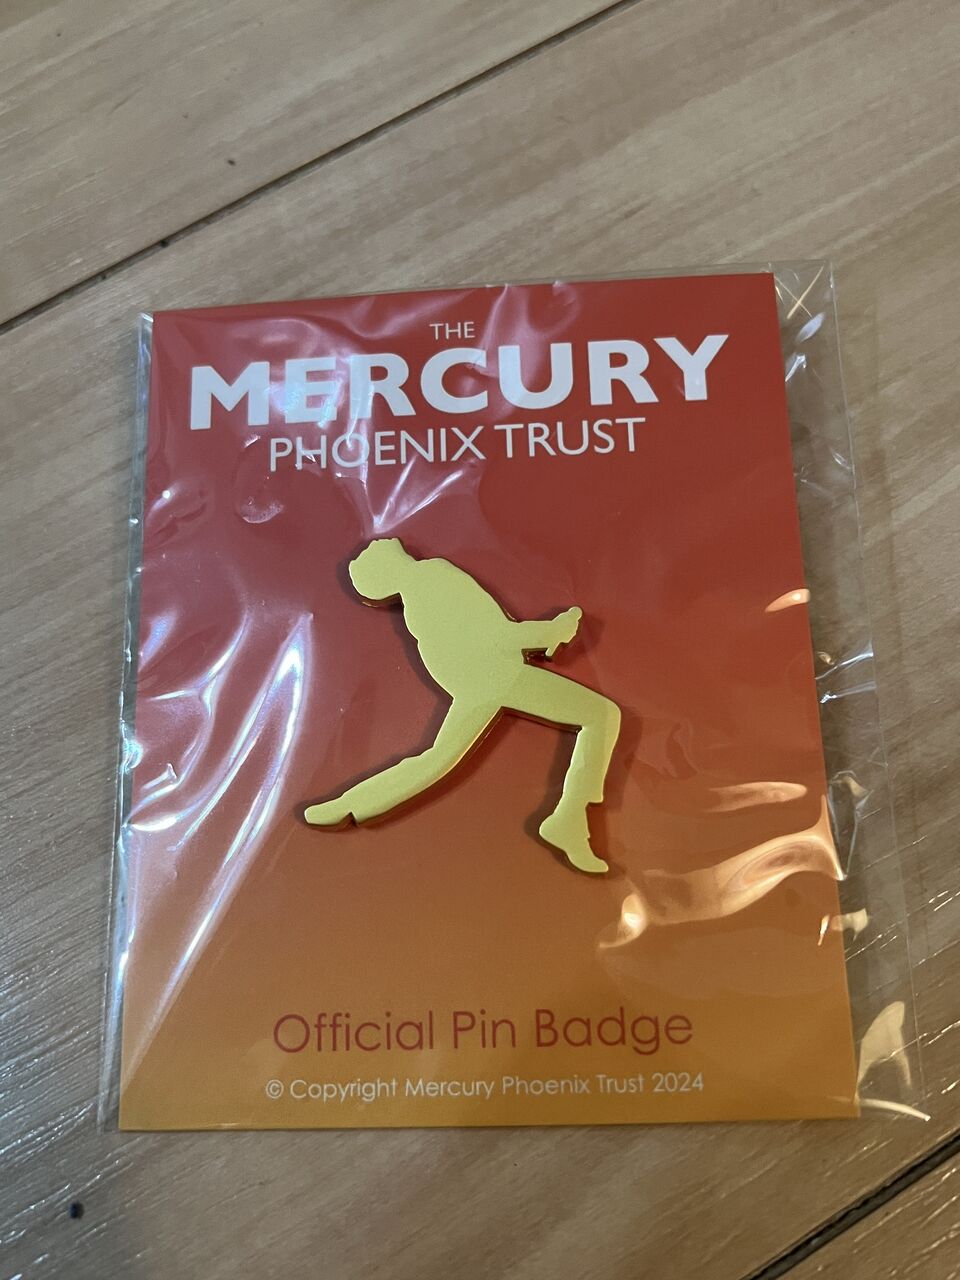 THE
MERCURY
PHOENIX TRUST
Official Pin Badge
© Copyright Mercury Phoenix Trust 2024